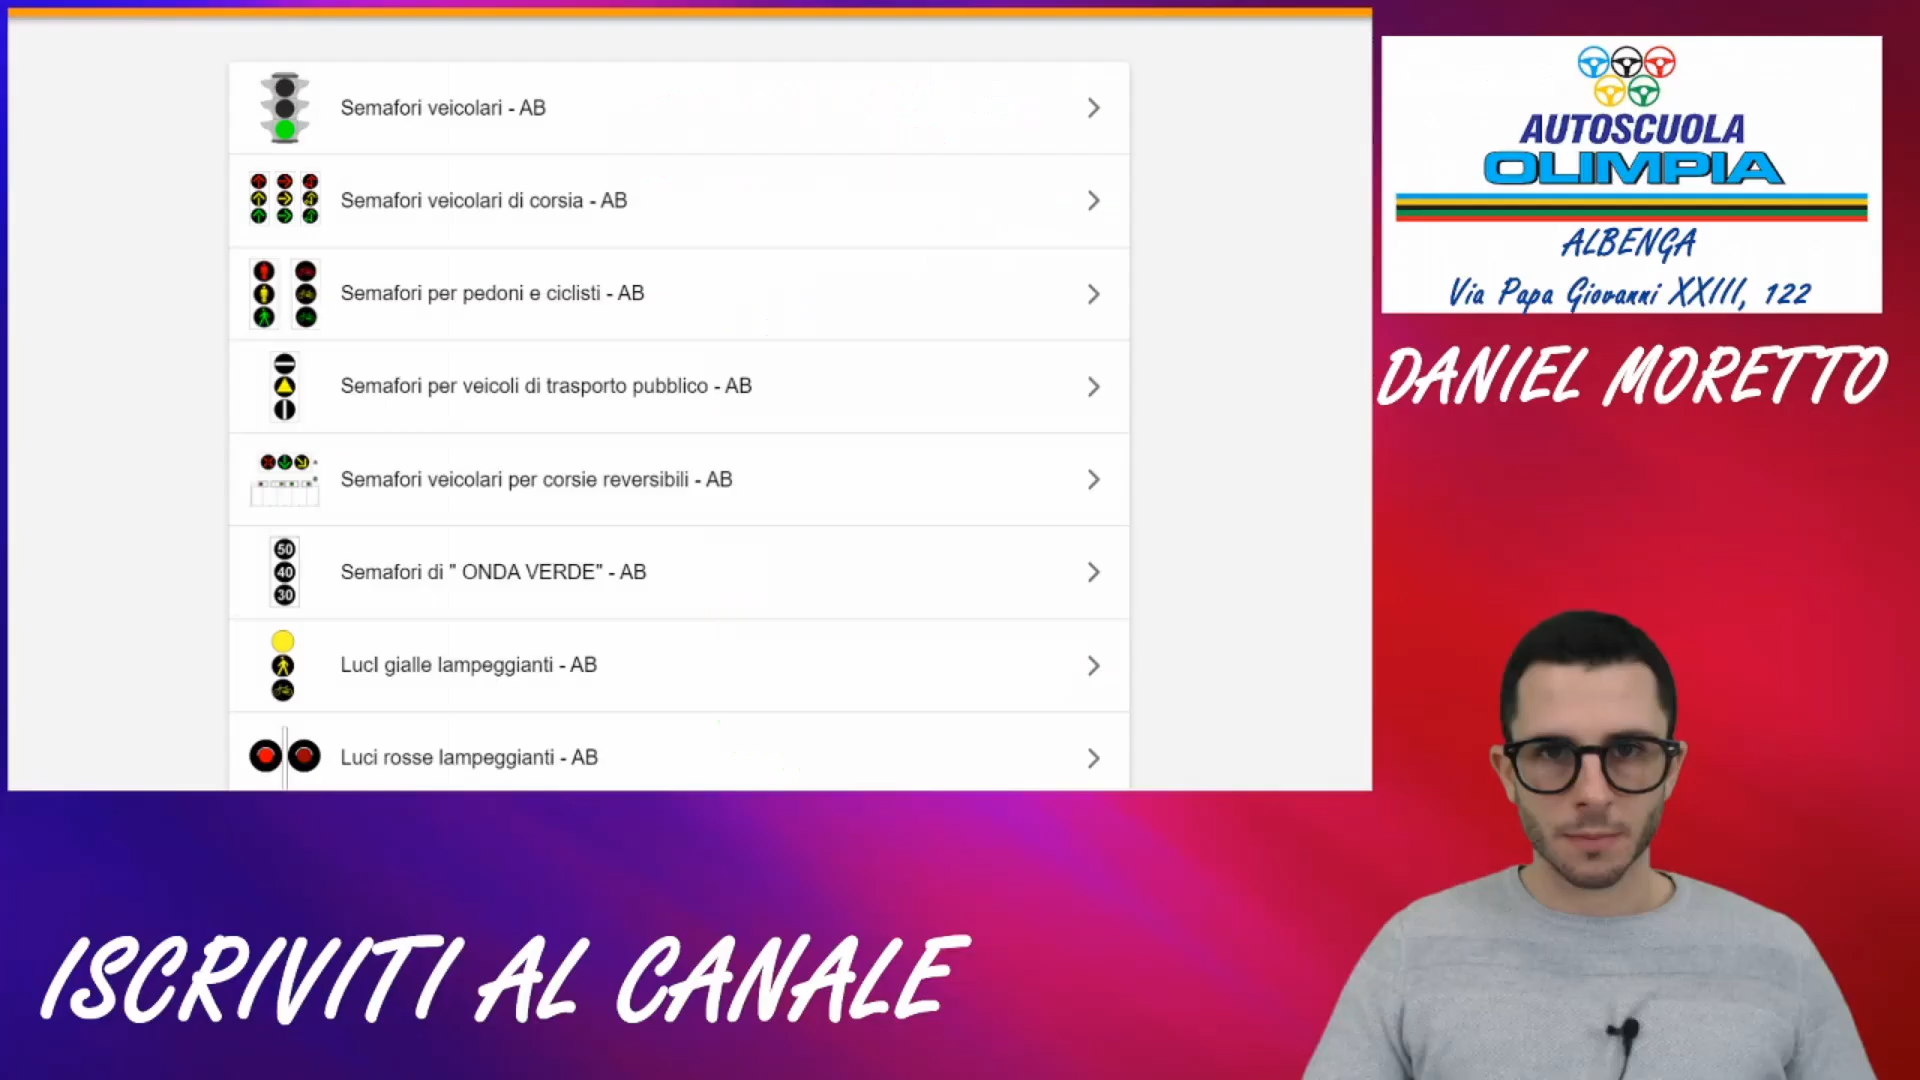 Semafori veicolari - AB
Semafori veicolari di corsia - AB
Semafori per pedoni e ciclisti - AB
Semafori per veicoli di trasporto pubblico - AB
Semafori veicolari per corsie reversibili - AB
50
40
30
Semafori di " ONDA VERDE" - AB
LucI gialle lampeggianti - AB
Luci rosse lampeggianti - AB
AUTOSCUOLA
OLIMPIA
ALBENGA
Via Papa Giovanni XXIII, 122
DANIEL MORETTO
ISCRIVITI AL CANALE